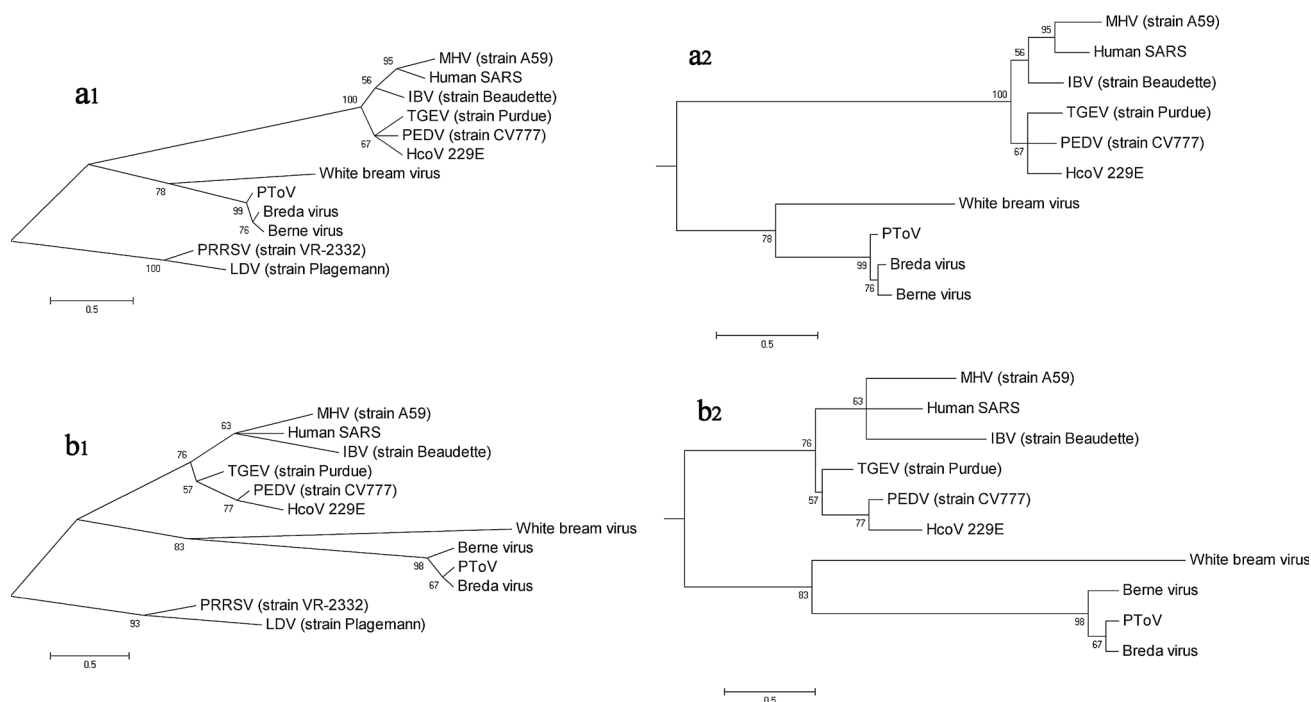 a1
95
MHV (strain A59)
Human SARS
56
IBV (strain Beaudette)
100
TGEV (strain Purdue)
PEDV (strain CV777)
67
HcoV 229E
White bream virus
78
PToV
99
Breda virus
76
Berne virus
PRRSV (strain VR-2332)
100
LDV (strain Plagemann)
0.5
a2
MHV (strain A59)
95
Human SARS
56
IBV (strain Beaudette)
100
TGEV (strain Purdue)
PEDV (strain CV777)
67
HcoV 229E
White bream virus
78
PToV
99
Breda virus
76
Berne virus
0.5
b1
MHV (strain A59)
63
Human SARS
IBV (strain Beaudette)
76
TGEV (strain Purdue)
57
PEDV (strain CV777)
77
HcoV 229E
White bream virus
83
Berne virus
98
PToV
67
Breda virus
PRRSV (strain VR-2332)
93
LDV (strain Plagemann)
0.5
b2
MHV (strain A59)
63
Human SARS
IBV (strain Beaudette)
76
TGEV (strain Purdue)
57
PEDV (strain CV777)
77
HcoV 229E
White bream virus
83
Berne virus
98
PToV
67
Breda virus
0.5